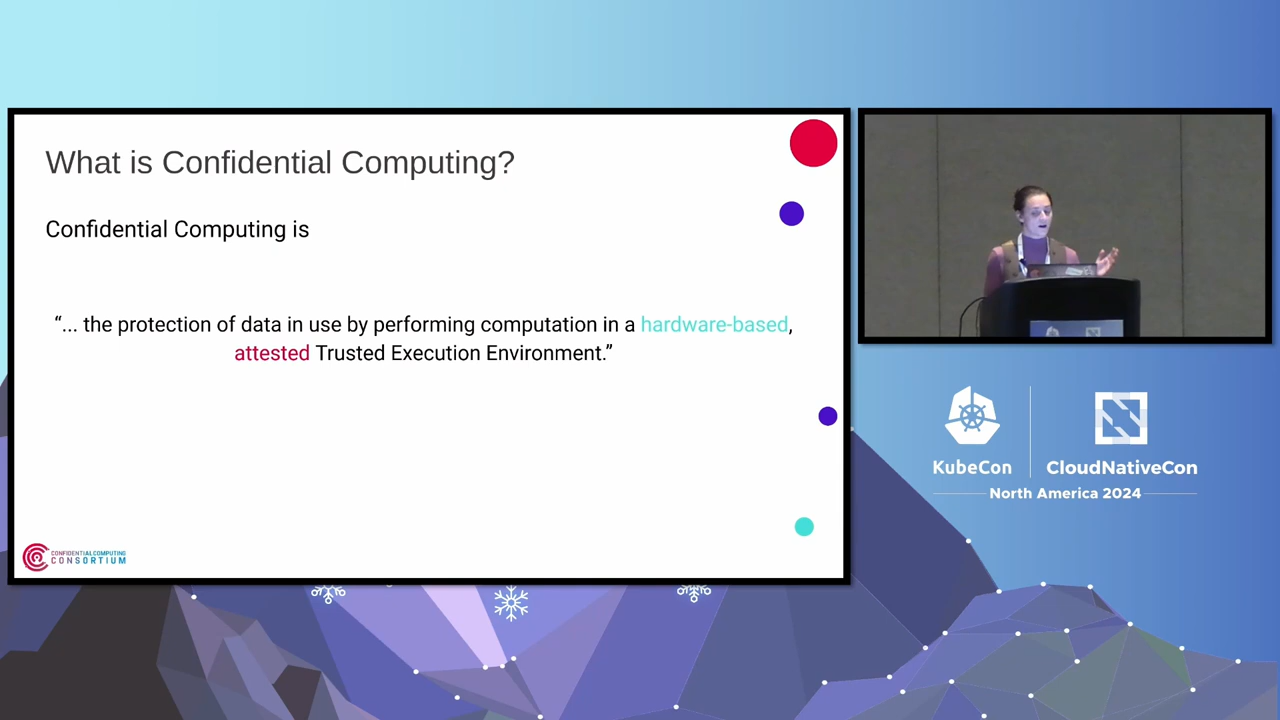 What is Confidential Computing?
Confidential Computing is
“... the protection of data in use by performing computation in a hardware-based,
attested Trusted Execution Environment.”
CONFIDENTIAL COMPUTING
CONSORTIUM
KubeCon
CloudNativeCon
North America 2024